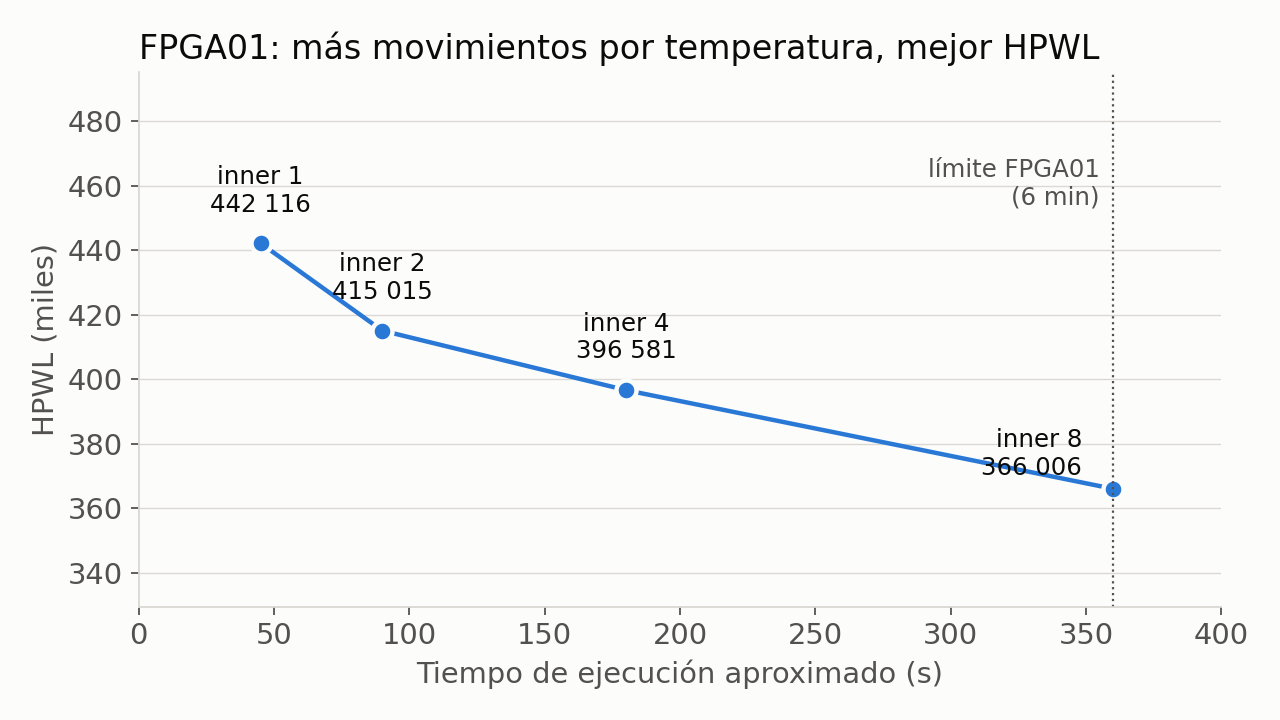 FPGA01: más movimientos por temperatura, mejor HPWL
HPWL (miles)
480
460
440
420
400
380
360
340
inner 1
442 116
inner 2
415 015
inner 4
396 581
inner 8
366 006
límite FPGA01
(6 min)
0
50
100
150
200
250
300
350
400
Tiempo de ejecución aproximado (s)